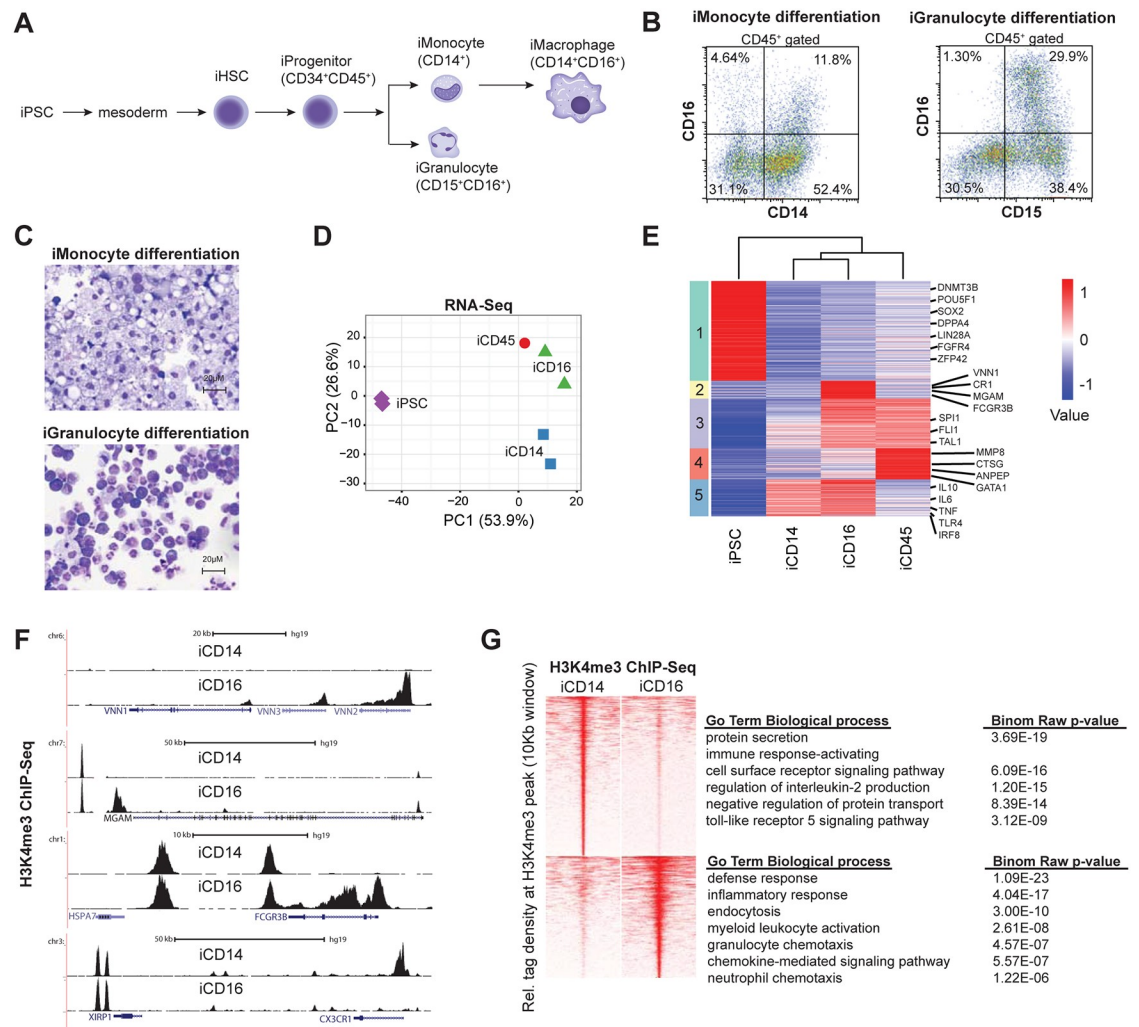 A
iPSC
mesoderm
iHSC
iProgenitor
(CD34⁺CD45⁺)
iMonocyte
(CD14⁺)
iMacrophage
(CD14⁺CD16⁺)
iGranulocyte
(CD15⁺CD16⁺)
B
iMonocyte differentiation
CD45⁺ gated
4.64%
11.8%
31.1%
52.4%
CD16
CD14
iGranulocyte differentiation
CD45⁺ gated
1.30%
29.9%
30.5%
38.4%
CD16
CD15
C
iMonocyte differentiation
20µM
iGranulocyte differentiation
20µM
D
RNA-Seq
PC2 (26.6%)
20
10
0
−10
−20
−30
iCD45
iCD16
iPSC
iCD14
−40
−20
0
20
PC1 (53.9%)
E
1
2
3
4
5
DNMT3B
POU5F1
SOX2
DPPA4
LIN28A
FGFR4
ZFP42
VNN1
CR1
MGAM
FCGR3B
SPI1
FLI1
TAL1
MMP8
CTSG
ANPEP
GATA1
IL10
IL6
TNF
TLR4
IRF8
iPSC
iCD14
iCD16
iCD45
1
0
-1
Value
F
H3K4me3 ChIP-Seq
chr6:
20 kb
hg19
iCD14
iCD16
VNN1
VNN3
VNN2
chr7:
50 kb
hg19
iCD14
iCD16
MGAM
chr1:
10 kb
hg19
iCD14
iCD16
HSPA7
FCGR3B
chr3:
50 kb
hg19
iCD14
iCD16
XIRP1
CX3CR1
G
H3K4me3 ChIP-Seq
iCD14 iCD16
Rel. tag density at H3K4me3 peak (10Kb window)
Go Term Biological process Binom Raw p-value
protein secretion 3.69E-19
immune response-activating
cell surface receptor signaling pathway 6.09E-16
regulation of interleukin-2 production 1.20E-15
negative regulation of protein transport 8.39E-14
toll-like receptor 5 signaling pathway 3.12E-09
Go Term Biological process Binom Raw p-value
defense response 1.09E-23
inflammatory response 4.04E-17
endocytosis 3.00E-10
myeloid leukocyte activation 2.61E-08
granulocyte chemotaxis 4.57E-07
chemokine-mediated signaling pathway 5.57E-07
neutrophil chemotaxis 1.22E-06